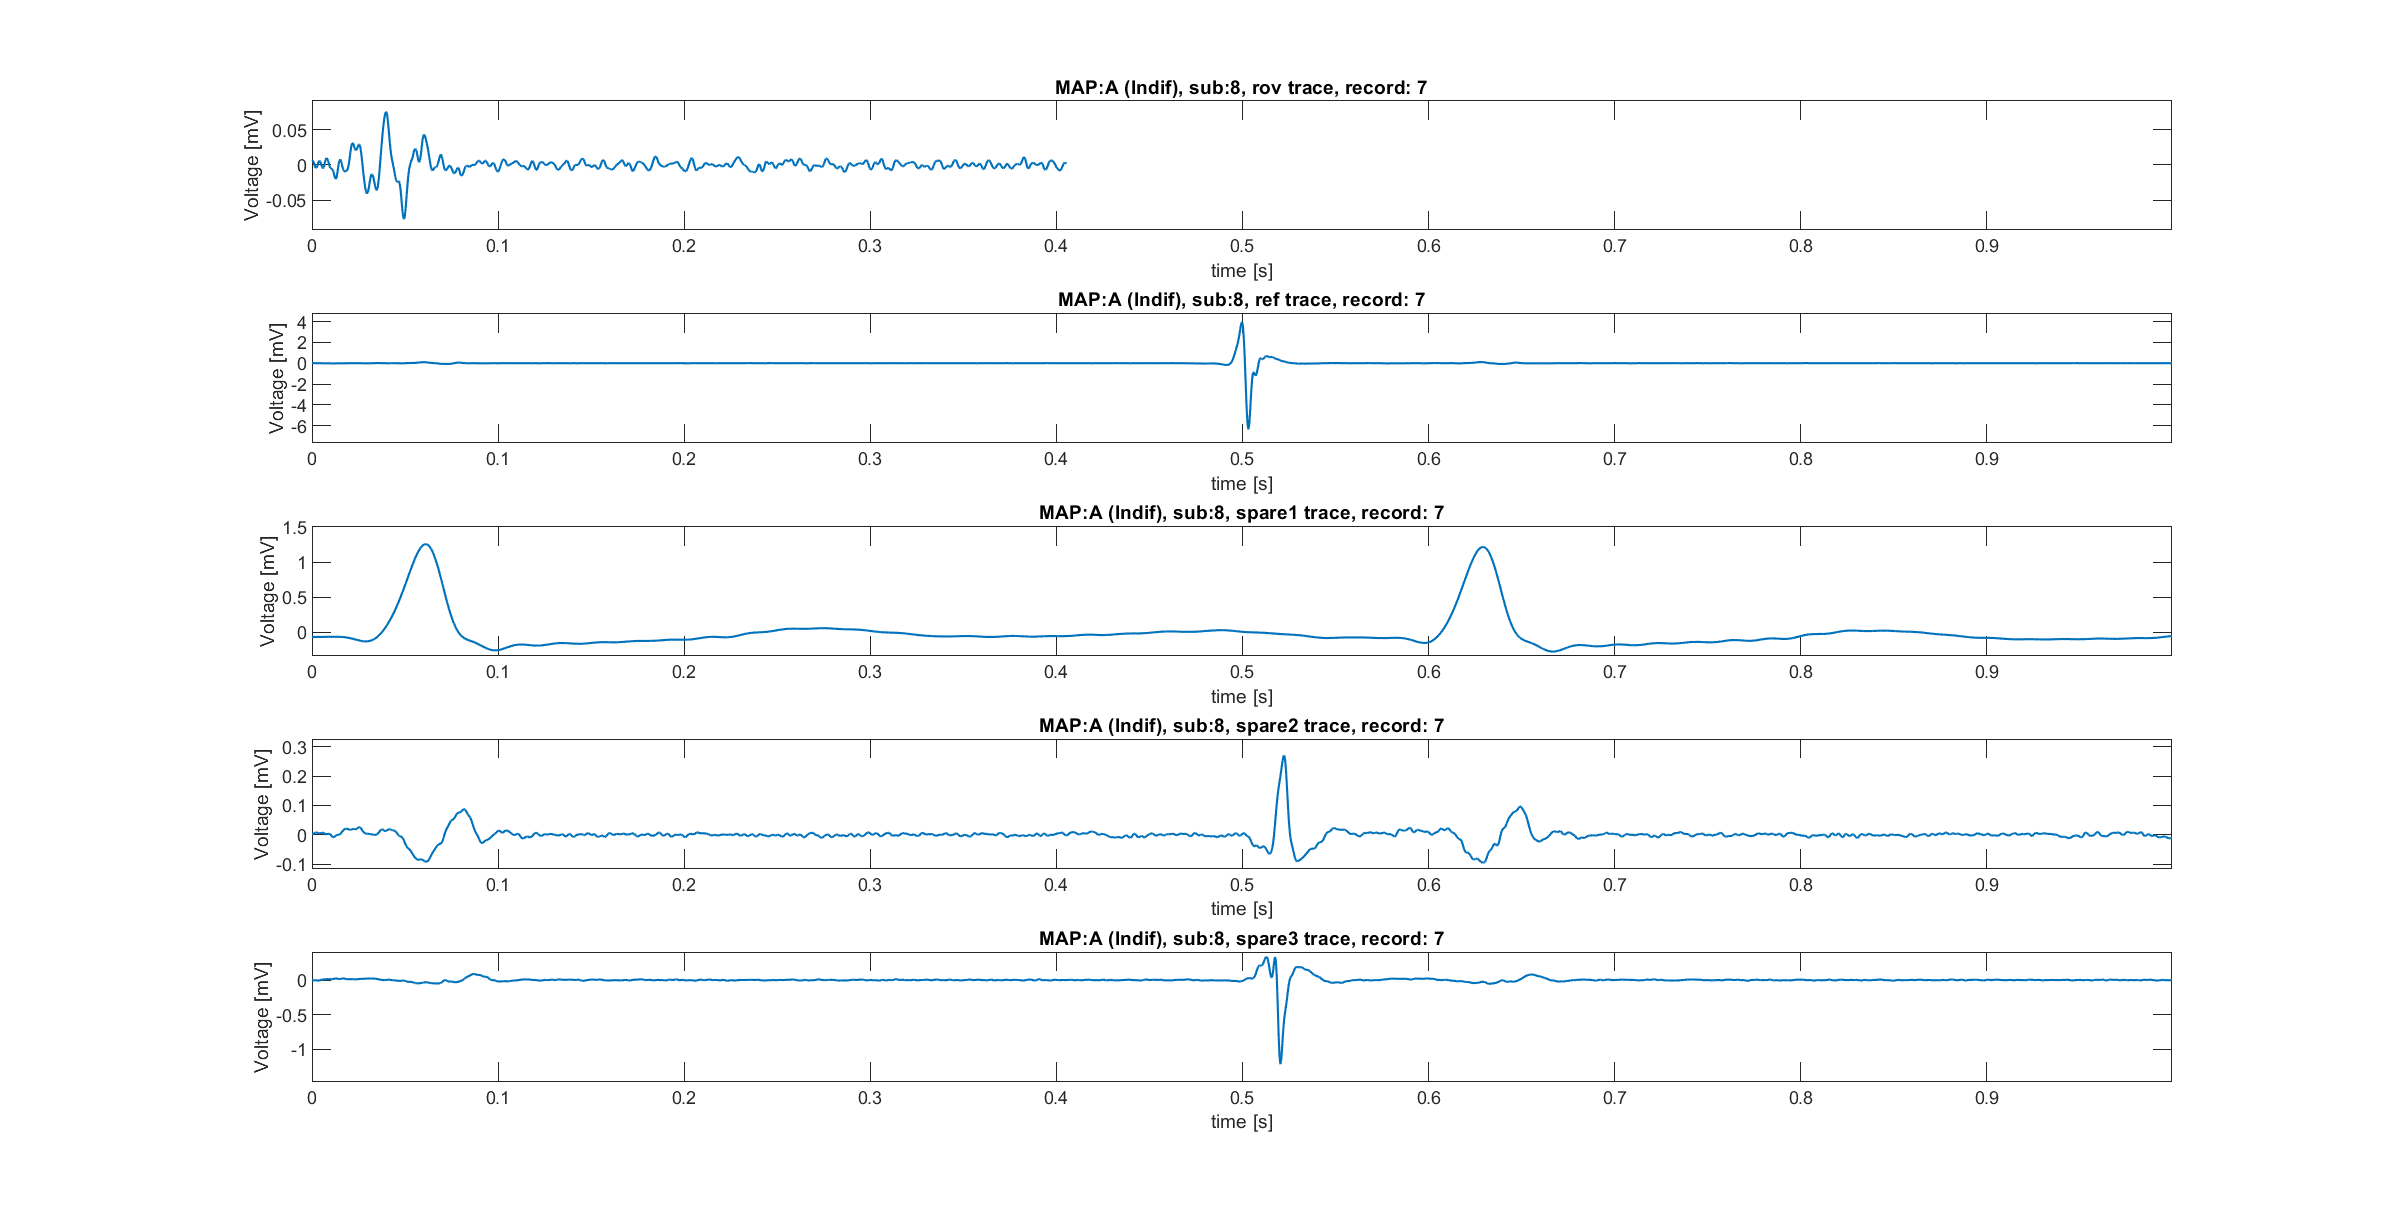 MAP:A (Indif), sub:8, rov trace, record: 7
Voltage [mV]
0.05
0
-0.05
0 0.1 0.2 0.3 0.4 0.5 0.6 0.7 0.8 0.9
time [s]
MAP:A (Indif), sub:8, ref trace, record: 7
Voltage [mV]
4
2
0
-2
-4
-6
0 0.1 0.2 0.3 0.4 0.5 0.6 0.7 0.8 0.9
time [s]
MAP:A (Indif), sub:8, spare1 trace, record: 7
Voltage [mV]
1.5
1
0.5
0
0 0.1 0.2 0.3 0.4 0.5 0.6 0.7 0.8 0.9
time [s]
MAP:A (Indif), sub:8, spare2 trace, record: 7
Voltage [mV]
0.3
0.2
0.1
0
-0.1
0 0.1 0.2 0.3 0.4 0.5 0.6 0.7 0.8 0.9
time [s]
MAP:A (Indif), sub:8, spare3 trace, record: 7
Voltage [mV]
0
-0.5
-1
0 0.1 0.2 0.3 0.4 0.5 0.6 0.7 0.8 0.9
time [s]